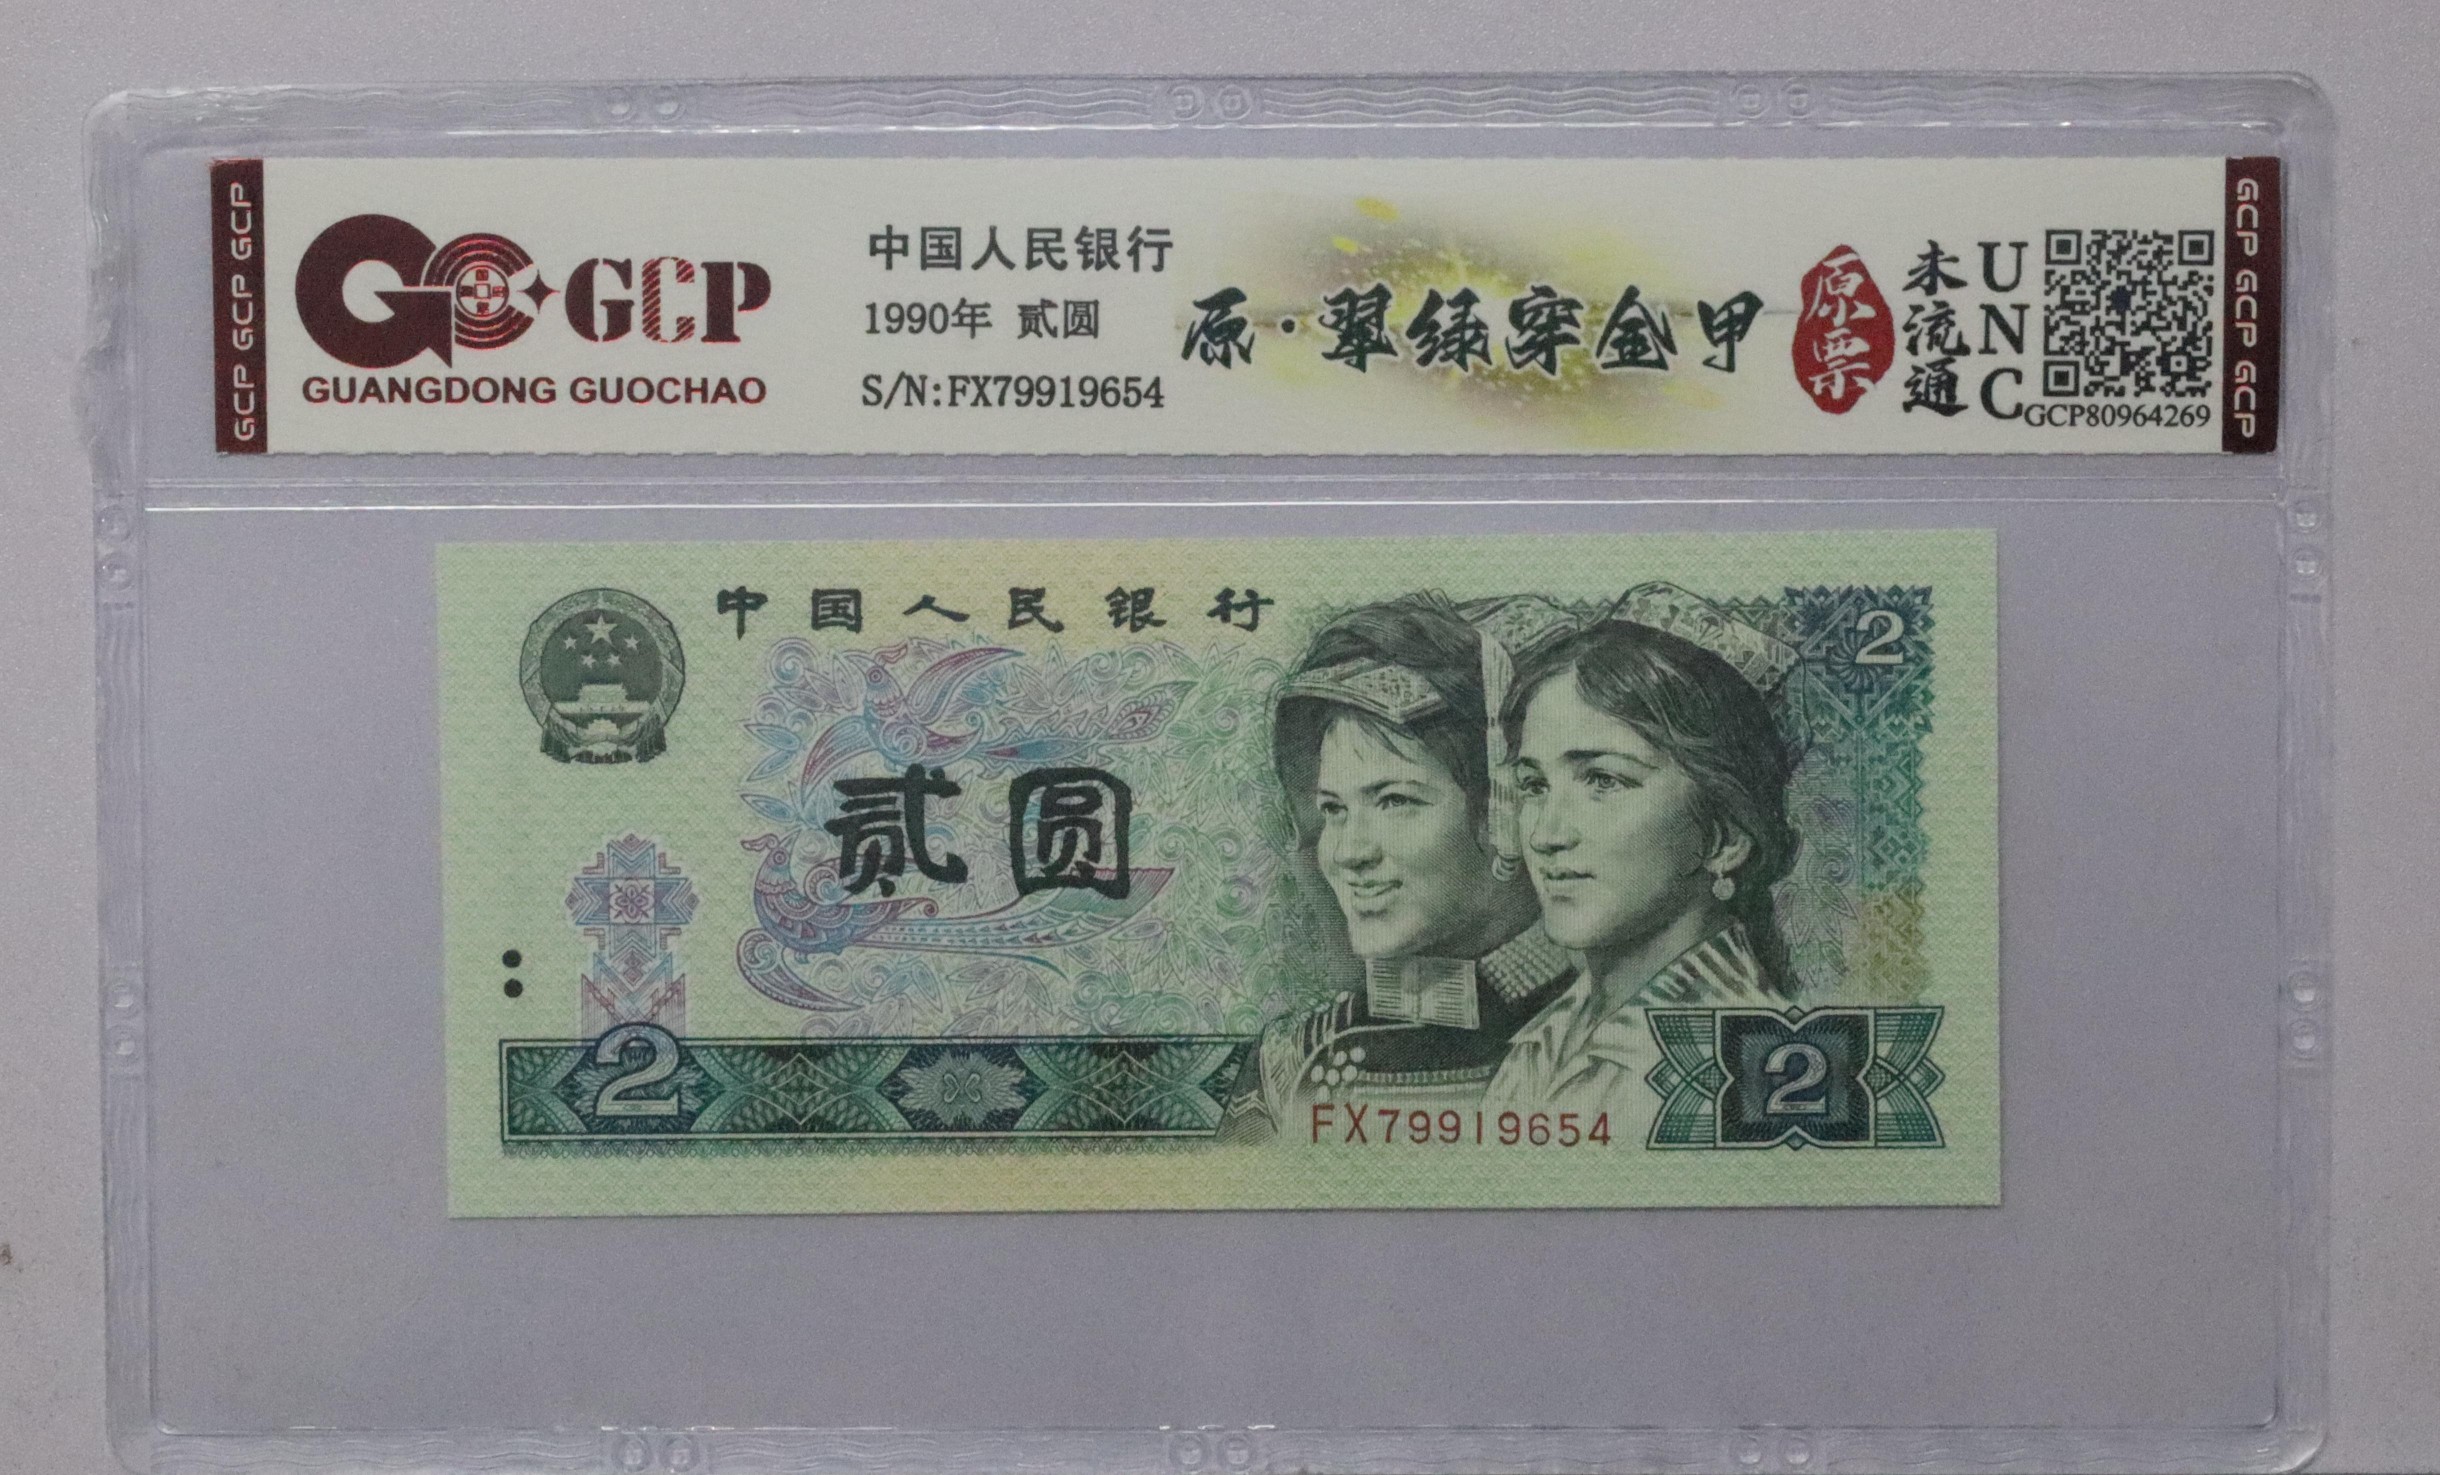 GCP GCP GCP
GCP
GUANGDONG GUOCHAO
中国人民银行
1990年 贰圆
S/N:FX79919654
原·翠绿穿金甲
原票
未流通
UNC
GCP80964269
GCP GCP GCP
中国人民银行
2
贰圆
2
FX79919654
2